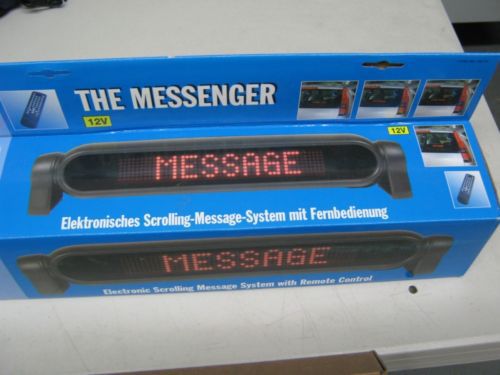 THE MESSENGER
12V
12V
MESSAGE
Elektronisches Scrolling-Message-System mit Fernbedienung
MESSAGE
Electronic Scrolling Message System with Remote Control